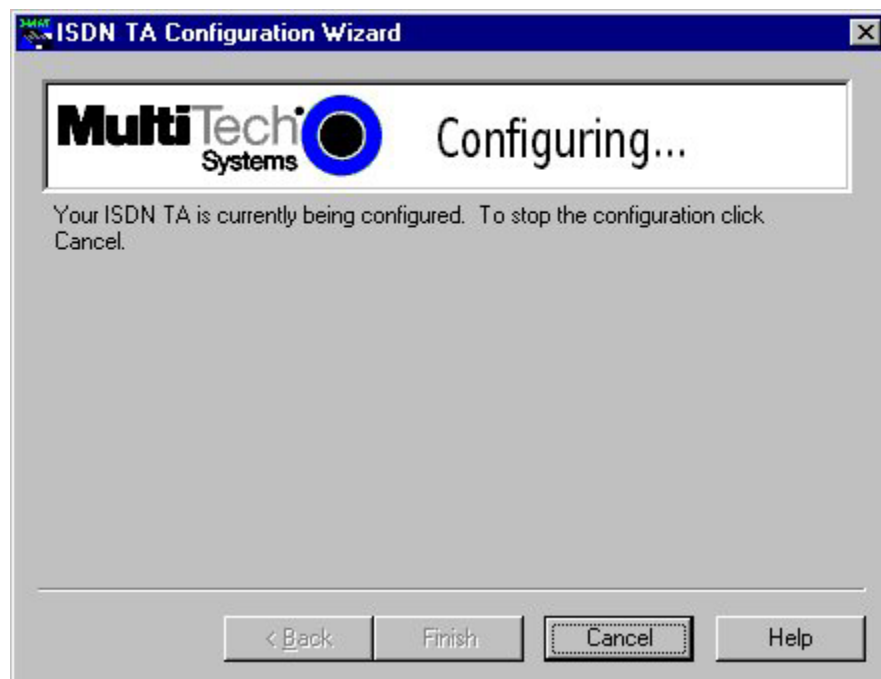 ISDN TA Configuration Wizard
MultiTech
Systems
Configuring...
Your ISDN TA is currently being configured. To stop the configuration click
Cancel.
< Back
Finish
Cancel
Help